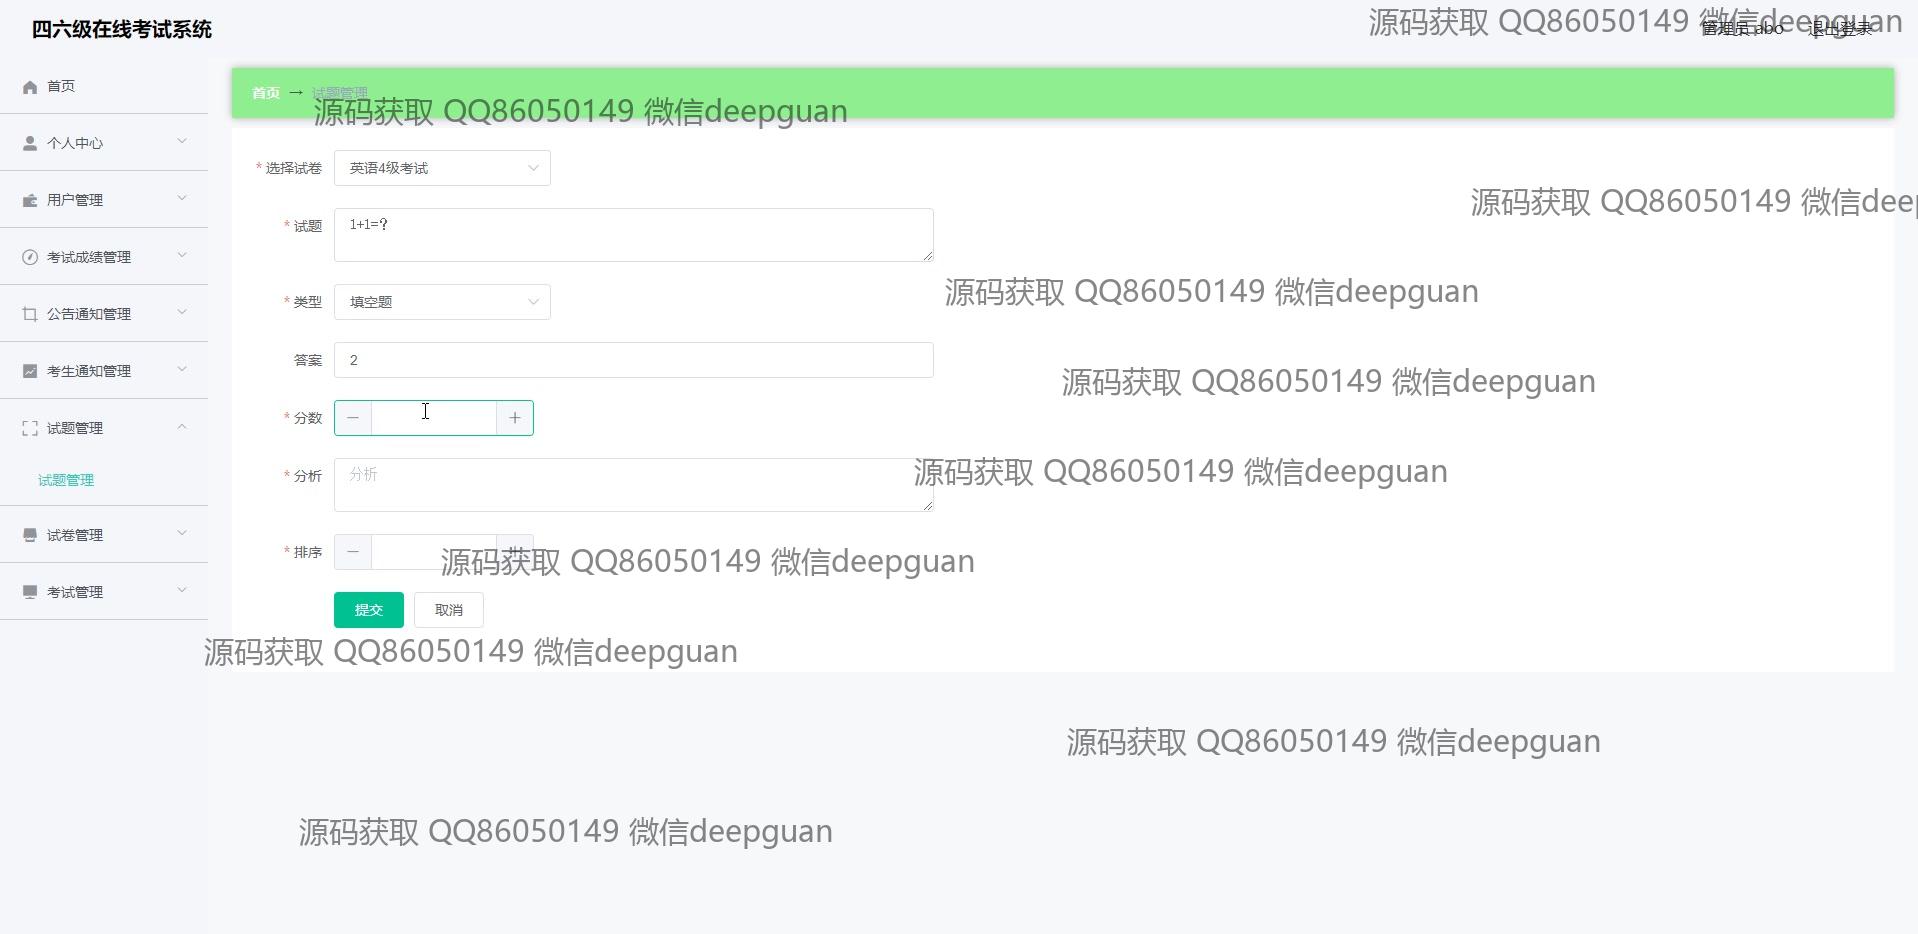 四六级在线考试系统
源码获取 QQ86050149 微信deepguan
管理员 abo 退出登录
首页
首页 → 试题管理
源码获取 QQ86050149 微信deepguan
个人中心
*选择试卷 英语4级考试
用户管理
源码获取 QQ86050149 微信deep
*试题 1+1=?
考试成绩管理
源码获取 QQ86050149 微信deepguan
*类型 填空题
公告通知管理
答案 2
考生通知管理
源码获取 QQ86050149 微信deepguan
*分数
试题管理
*分析 分析
源码获取 QQ86050149 微信deepguan
试题管理
试卷管理
*排序
源码获取 QQ86050149 微信deepguan
考试管理
提交 取消
源码获取 QQ86050149 微信deepguan
源码获取 QQ86050149 微信deepguan
源码获取 QQ86050149 微信deepguan